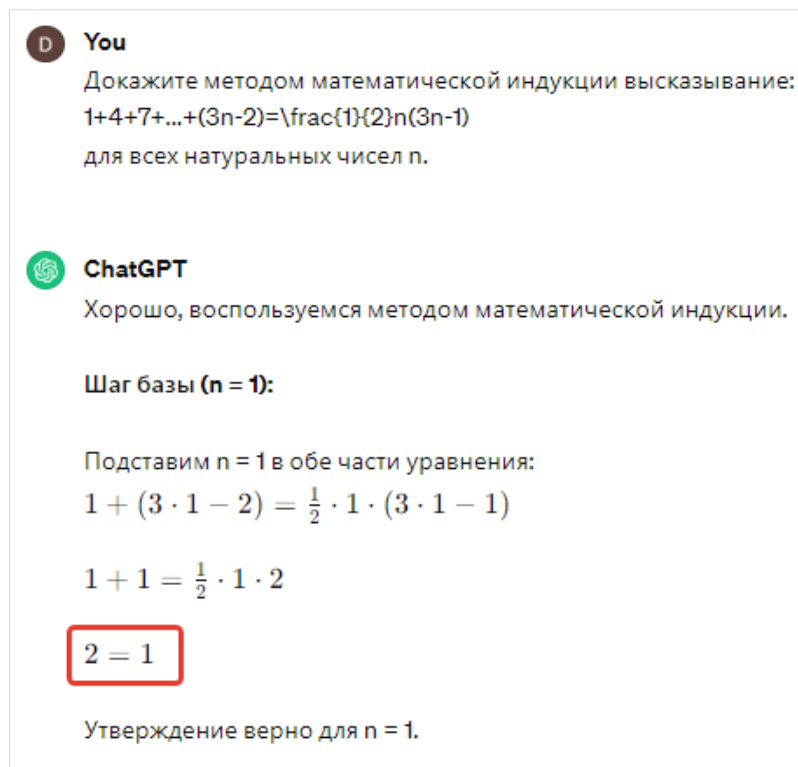 D
You
Докажите методом математической индукции высказывание:
1+4+7+...+(3n-2)=\frac{1}{2}n(3n-1)
для всех натуральных чисел n.
ChatGPT
Хорошо, воспользуемся методом математической индукции.
Шаг базы (n = 1):
Подставим n = 1 в обе части уравнения:
1 + (3 · 1 − 2) = ½ · 1 · (3 · 1 − 1)
1 + 1 = ½ · 1 · 2
2 = 1
Утверждение верно для n = 1.